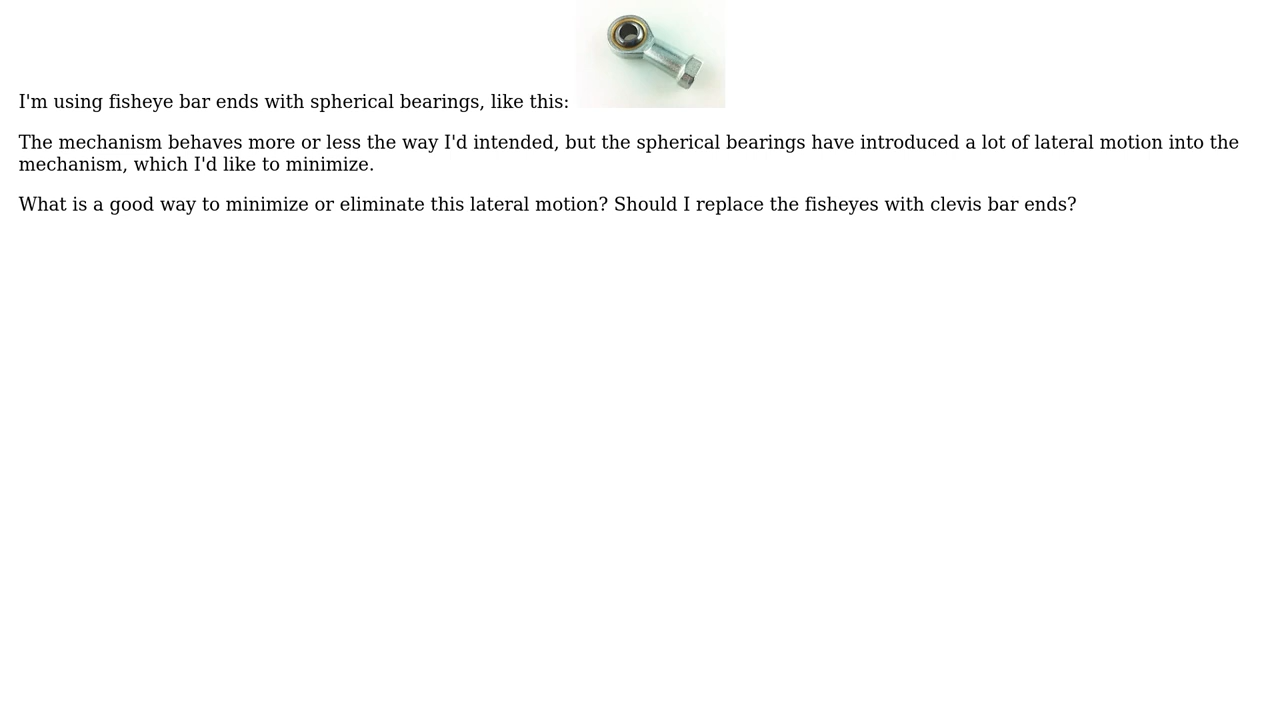 I'm using fisheye bar ends with spherical bearings, like this:
The mechanism behaves more or less the way I'd intended, but the spherical bearings have introduced a lot of lateral motion into the
mechanism, which I'd like to minimize.
What is a good way to minimize or eliminate this lateral motion? Should I replace the fisheyes with clevis bar ends?